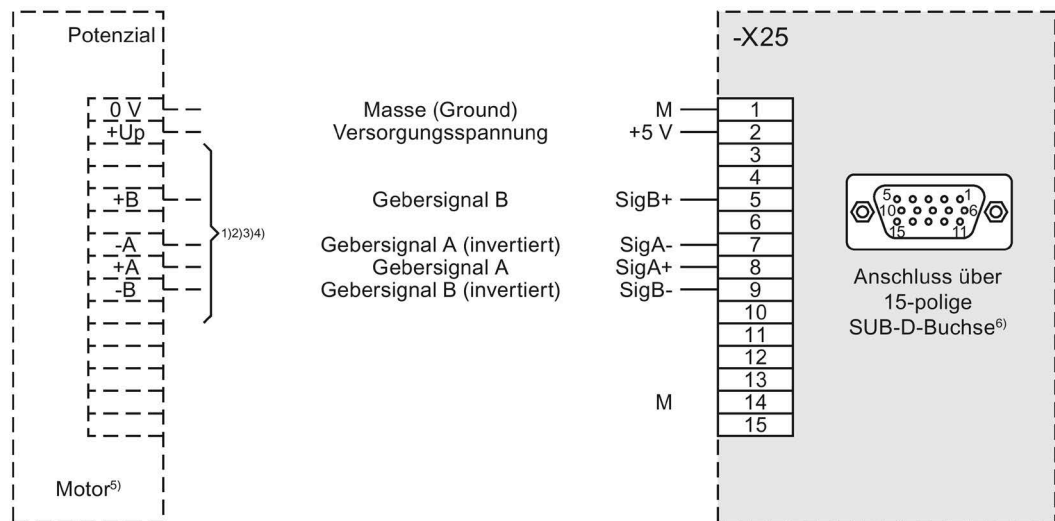 Potenzial
-X25
0 V Masse (Ground) M 1
+Up Versorgungsspannung +5 V 2
3
4
+B Gebersignal B SigB+ 5
6
1)2)3)4)
-A Gebersignal A (invertiert) SigA- 7
+A Gebersignal A SigA+ 8
-B Gebersignal B (invertiert) SigB- 9
10
11
12
13
M 14
15
5 1
10 6
15 11
Anschluss über
15-polige
SUB-D-Buchse6)
Motor5)